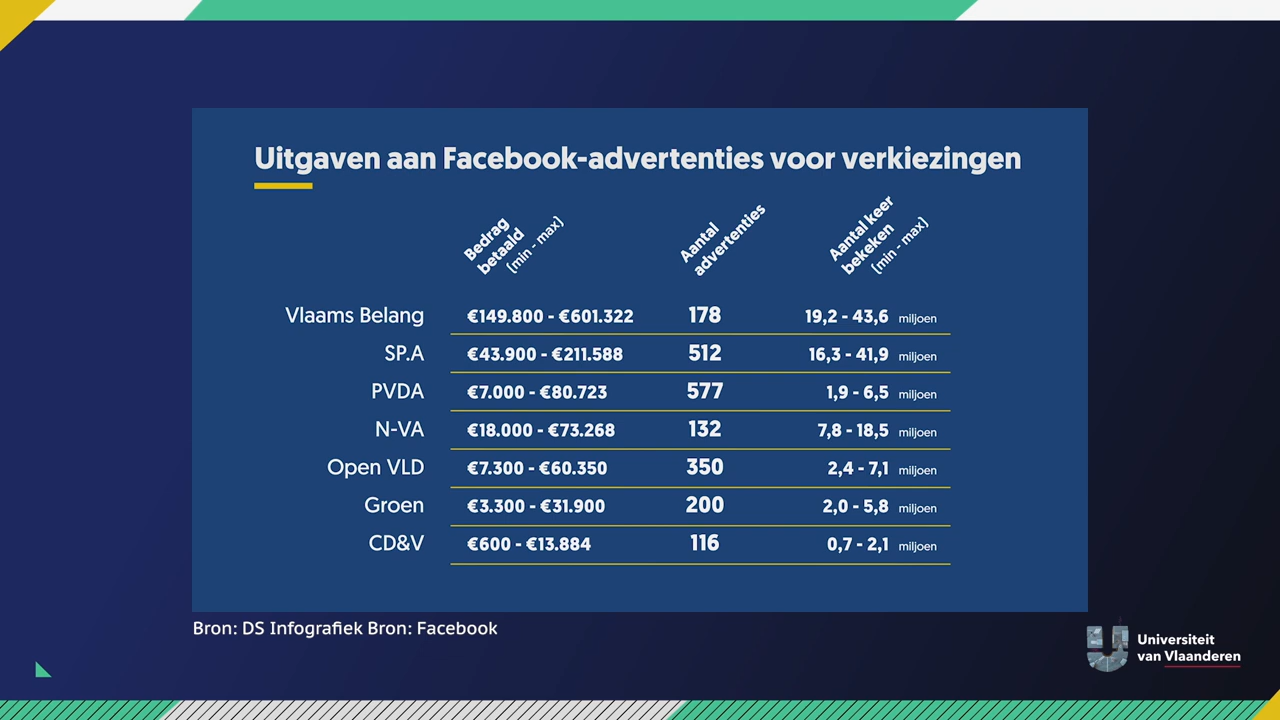 Uitgaven aan Facebook-advertenties voor verkiezingen
Bedrag
betaald
(min - max)
Aantal
advertenties
Aantal keer
bekeken
(min - max)
Vlaams Belang €149.800 - €601.322 178 19,2 - 43,6 miljoen
SP.A €43.900 - €211.588 512 16,3 - 41,9 miljoen
PVDA €7.000 - €80.723 577 1,9 - 6,5 miljoen
N-VA €18.000 - €73.268 132 7,8 - 18,5 miljoen
Open VLD €7.300 - €60.350 350 2,4 - 7,1 miljoen
Groen €3.300 - €31.900 200 2,0 - 5,8 miljoen
CD&V €600 - €13.884 116 0,7 - 2,1 miljoen
Bron: DS Infografiek Bron: Facebook
Universiteit
van Vlaanderen